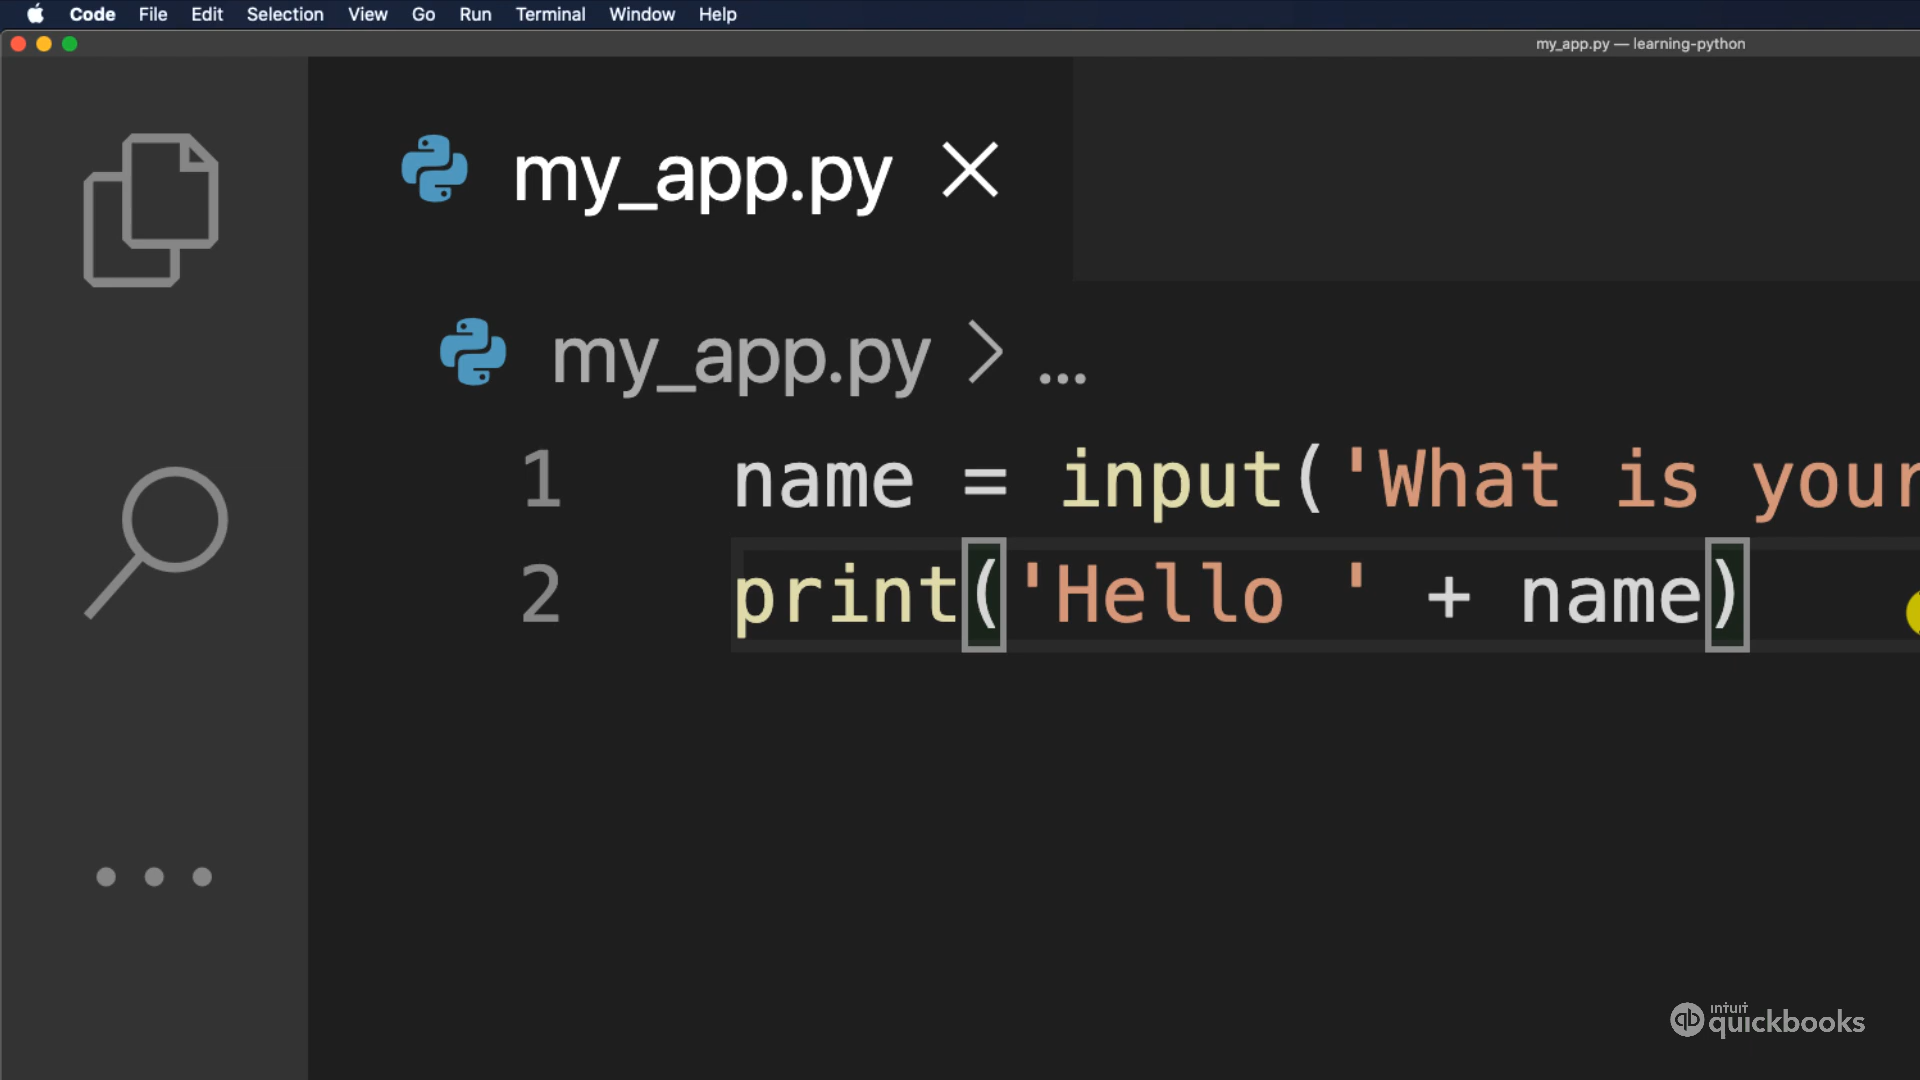 Code File Edit Selection View Go Run Terminal Window Help
my_app.py — learning-python
my_app.py
my_app.py > ...
1 name = input('What is your
2 print('Hello ' + name)
intuit
qb quickbooks